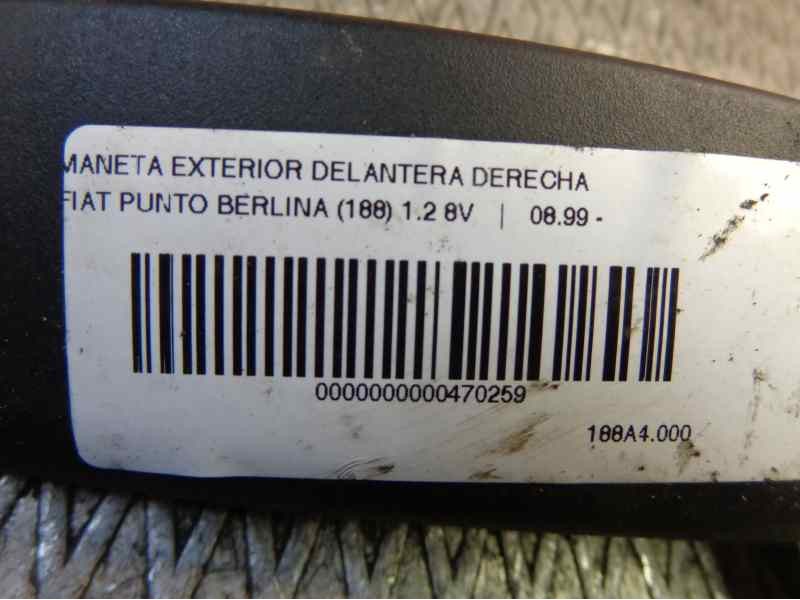 MANETA EXTERIOR DELANTERA DERECHA
FIAT PUNTO BERLINA (188) 1.2 8V | 08.99 -
0000000000470259
188A4.000